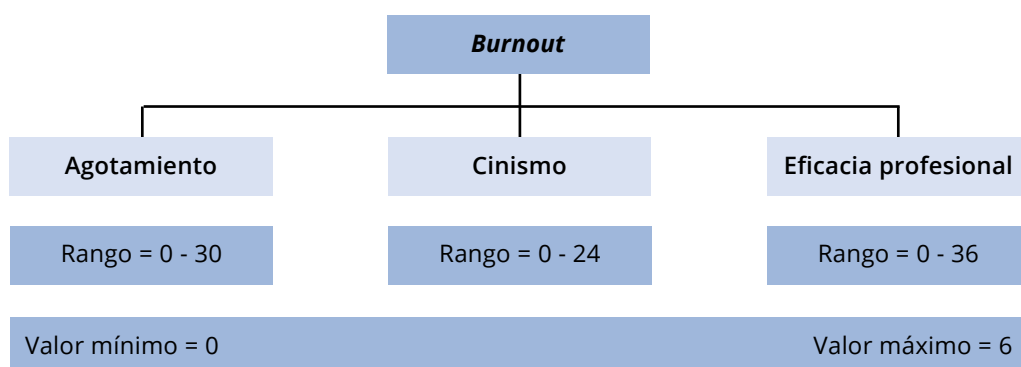 Burnout
Agotamiento
Cinismo
Eficacia profesional
Rango = 0 - 30
Rango = 0 - 24
Rango = 0 - 36
Valor mínimo = 0
Valor máximo = 6